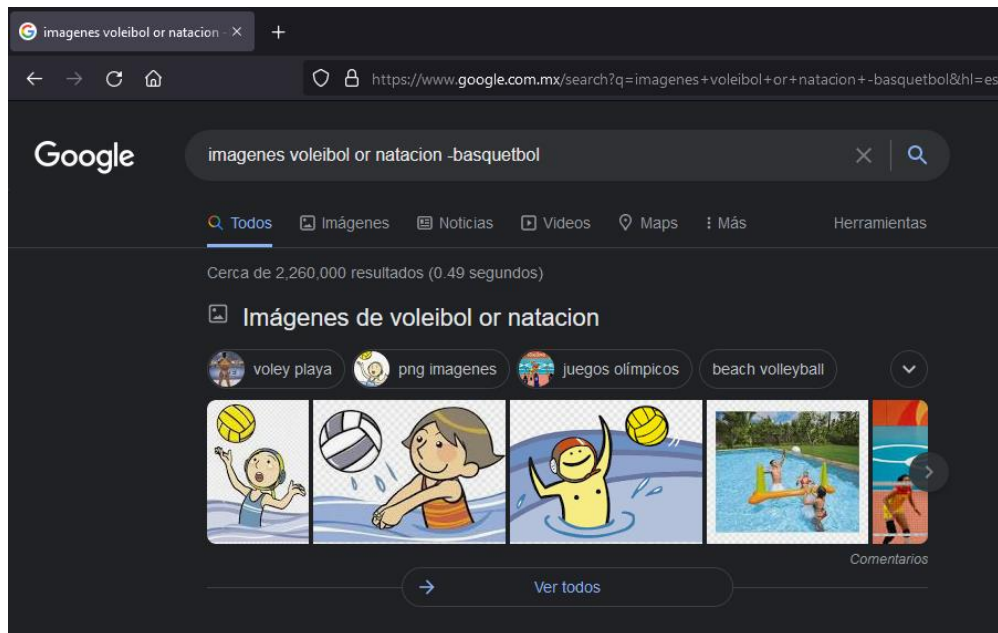 imagenes voleibol or natacion -
https://www.google.com.mx/search?q=imagenes+voleibol+or+natacion+-basquetbol&hl=es
Google
imagenes voleibol or natacion -basquetbol
Todos Imágenes Noticias Videos Maps Más Herramientas
Cerca de 2,260,000 resultados (0.49 segundos)
Imágenes de voleibol or natacion
voley playa png imagenes juegos olímpicos beach volleyball
Comentarios
Ver todos